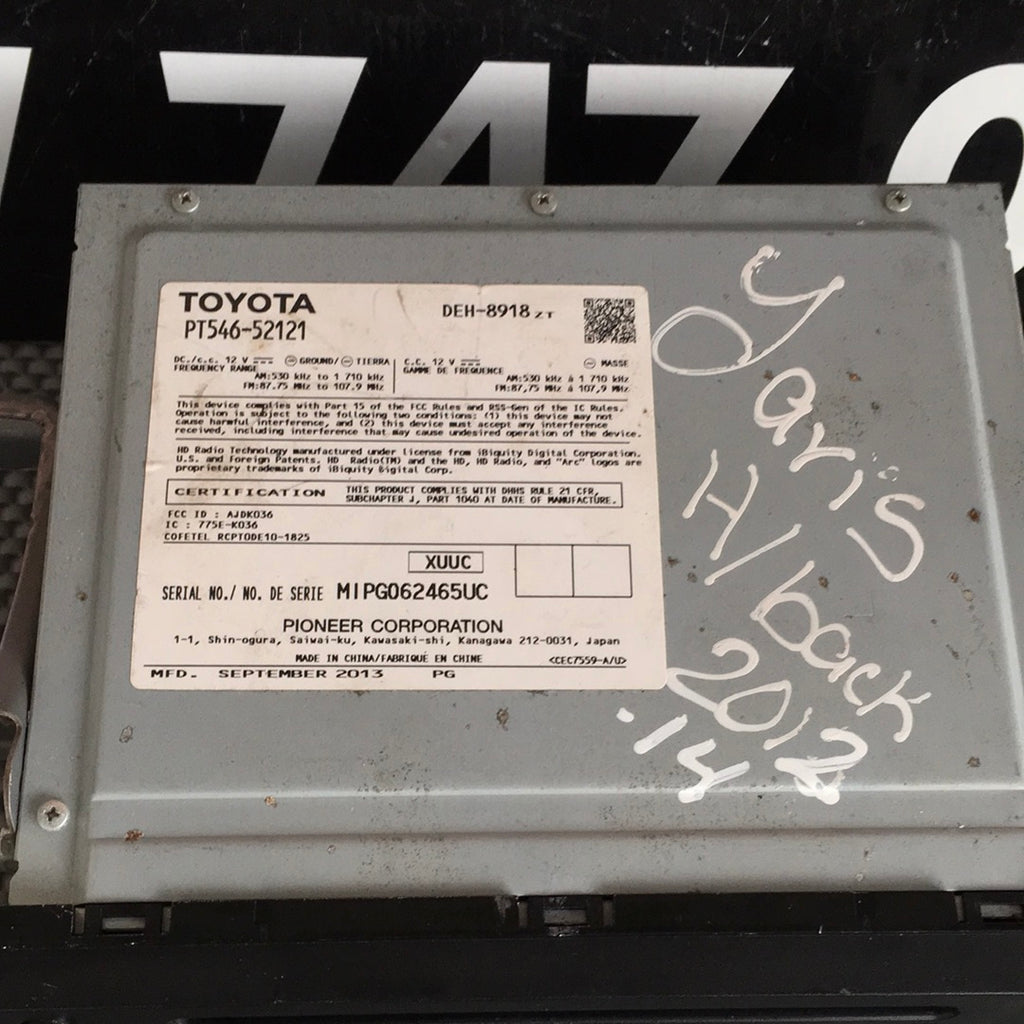 747
TOYOTA
PT546-52121
DEH-8918ZT
DC./c.c. 12 V GROUND/ TIERRA
FREQUENCY RANGE
AM:530 kHz to 1 710 kHz
FM:87.75 MHz to 107.9 MHz
C.C. 12 V MASSE
GAMME DE FREQUENCE
AM:530 kHz à 1 710 kHz
FM:87,75 MHz à 107,9 MHz
This device complies with Part 15 of the FCC Rules and RSS-Gen of the IC Rules.
Operation is subject to the following two conditions: (1) this device may not
cause harmful interference, and (2) this device must accept any interference
received, including interference that may cause undesired operation of the device.
HD Radio Technology manufactured under license from iBiquity Digital Corporation.
U.S. and Foreign Patents. HD Radio(TM) and the HD, HD Radio, and "Arc" logos are
proprietary trademarks of iBiquity Digital Corp.
CERTIFICATION
THIS PRODUCT COMPLIES WITH DHHS RULE 21 CFR,
SUBCHAPTER J, PART 1040 AT DATE OF MANUFACTURE.
FCC ID : AJDK036
IC : 775E-K036
COFETEL RCPTODE10-1825
XUUC
SERIAL NO./ NO. DE SERIE MIPG062465UC
PIONEER CORPORATION
1-1, Shin-ogura, Saiwai-ku, Kawasaki-shi, Kanagawa 212-0031, Japan
MADE IN CHINA/FABRIQUÉ EN CHINE
<CEC7559-A/U>
MFD. SEPTEMBER 2013 PG
Yaris
H/back
2012
.14